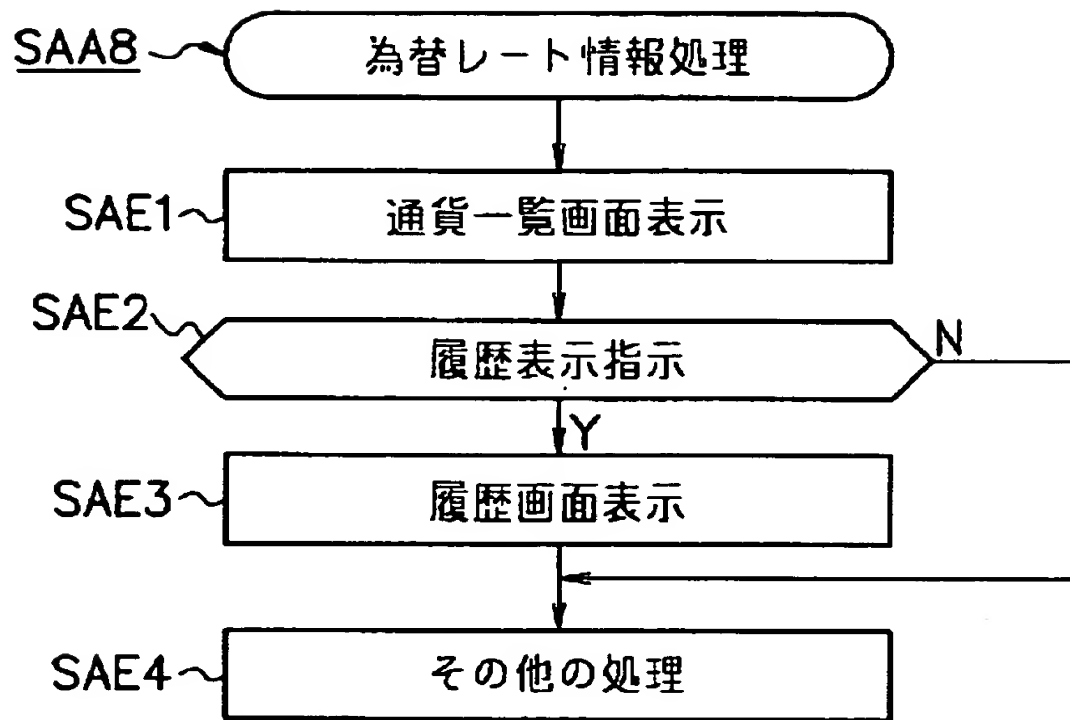 SAA8
為替レート情報処理
SAE1
通貨一覧画面表示
SAE2
履歴表示指示
N
Y
SAE3
履歴画面表示
SAE4
その他の処理